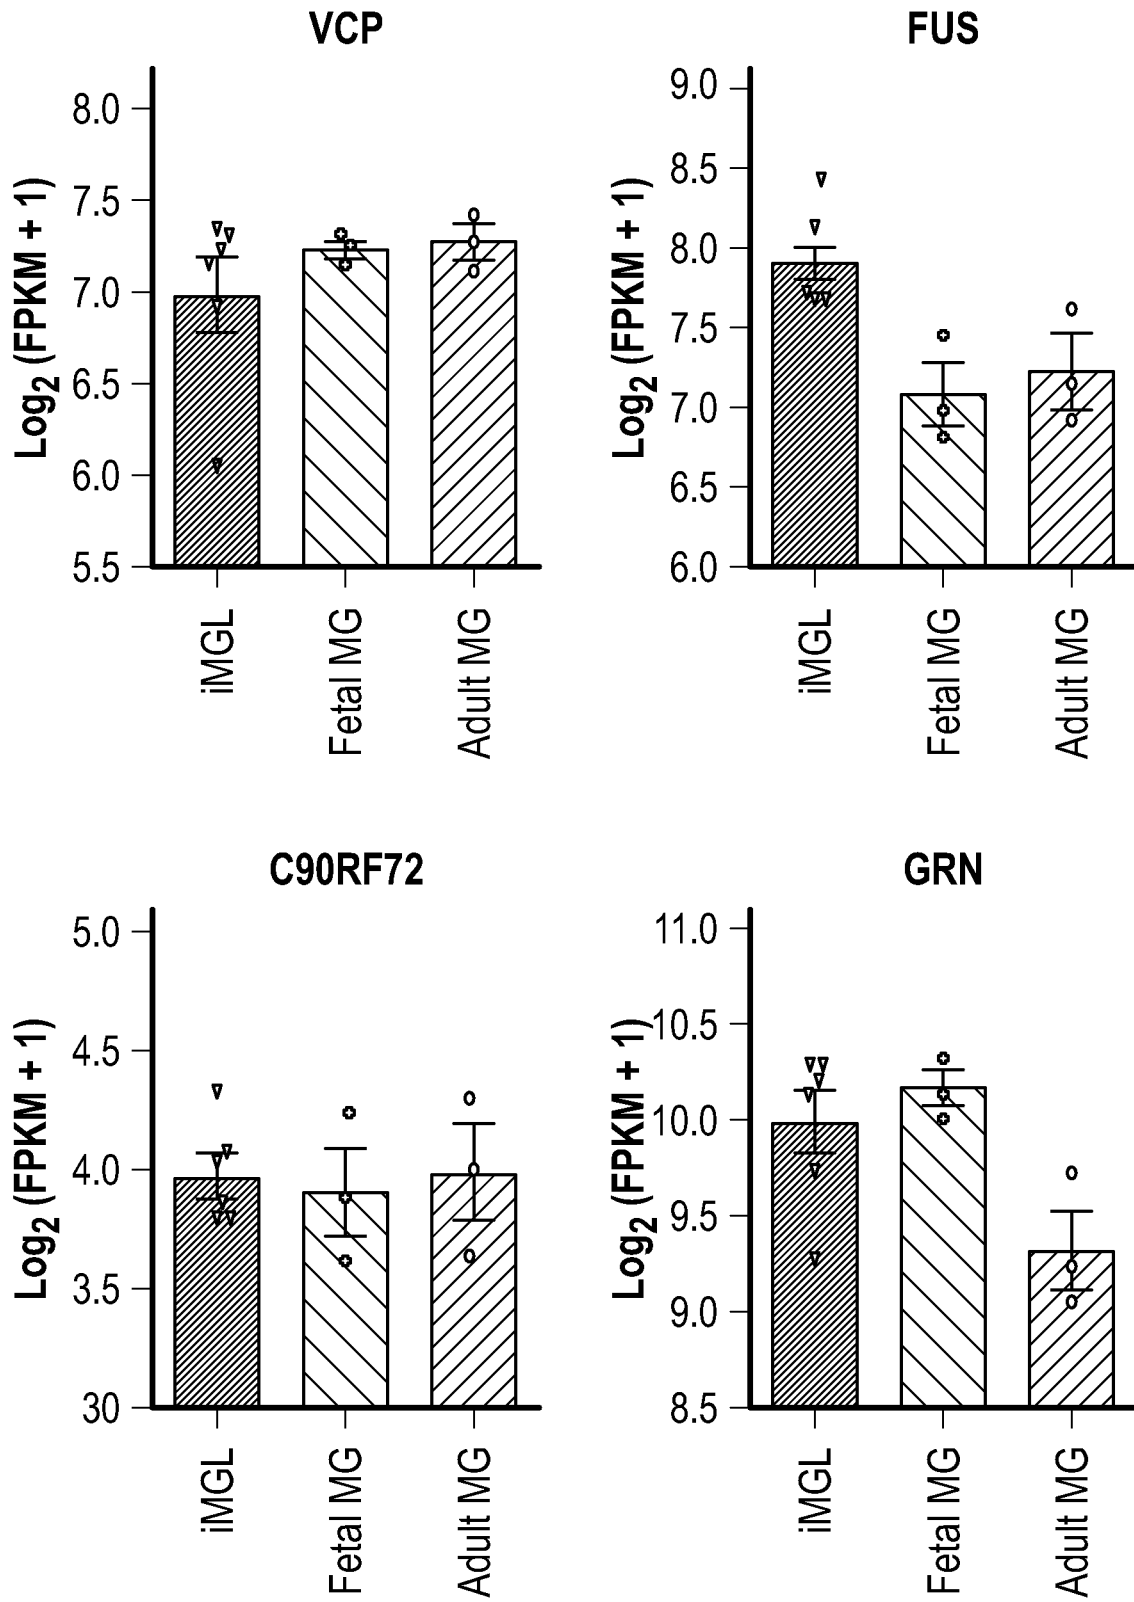 VCP
Log2 (FPKM + 1)
8.0
7.5
7.0
6.5
6.0
5.5
iMGL
Fetal MG
Adult MG
FUS
Log2 (FPKM + 1)
9.0
8.5
8.0
7.5
7.0
6.5
6.0
iMGL
Fetal MG
Adult MG
C90RF72
Log2 (FPKM + 1)
5.0
4.5
4.0
3.5
30
iMGL
Fetal MG
Adult MG
GRN
Log2 (FPKM + 1)
11.0
10.5
10.0
9.5
9.0
8.5
iMGL
Fetal MG
Adult MG